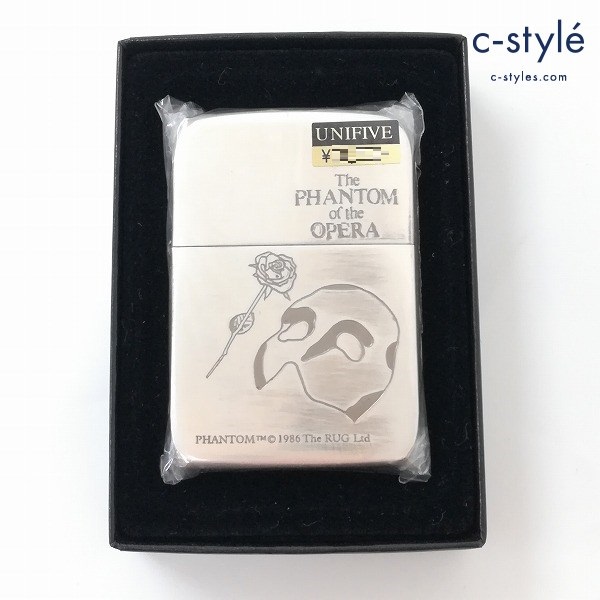 c-stylé
c-styles.com
UNIFIVE
¥
The
PHANTOM
of the
OPERA
PHANTOM™© 1986 The RUG Ltd